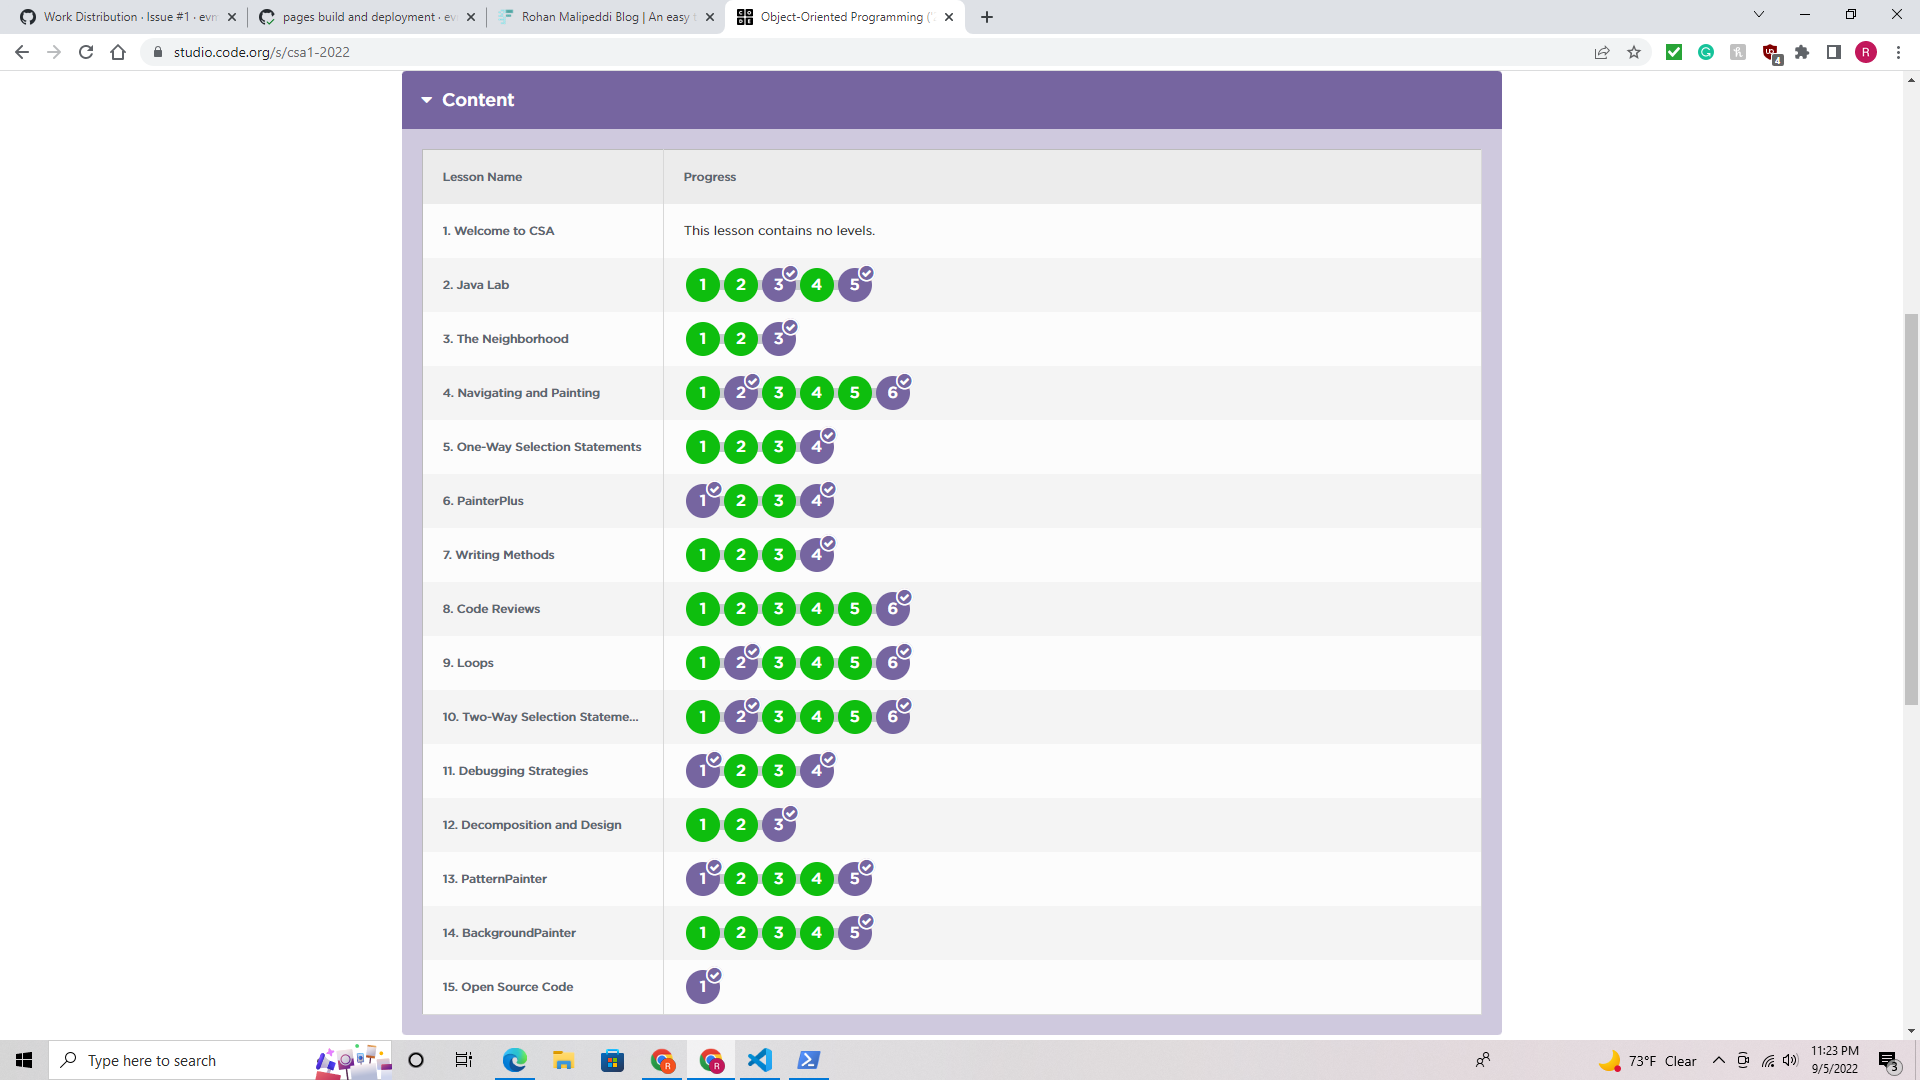 Work Distribution · Issue #1 · evm
pages build and deployment · ev
Rohan Malipeddi Blog | An easy t
Object-Oriented Programming ('
studio.code.org/s/csa1-2022
4
R
Content
Lesson Name Progress
1. Welcome to CSA This lesson contains no levels.
2. Java Lab 1 2 3 4 5
3. The Neighborhood 1 2 3
4. Navigating and Painting 1 2 3 4 5 6
5. One-Way Selection Statements 1 2 3 4
6. PainterPlus 1 2 3 4
7. Writing Methods 1 2 3 4
8. Code Reviews 1 2 3 4 5 6
9. Loops 1 2 3 4 5 6
10. Two-Way Selection Stateme... 1 2 3 4 5 6
11. Debugging Strategies 1 2 3 4
12. Decomposition and Design 1 2 3
13. PatternPainter 1 2 3 4 5
14. BackgroundPainter 1 2 3 4 5
15. Open Source Code 1
Type here to search
R
R
73°F Clear
11:23 PM
9/5/2022
3